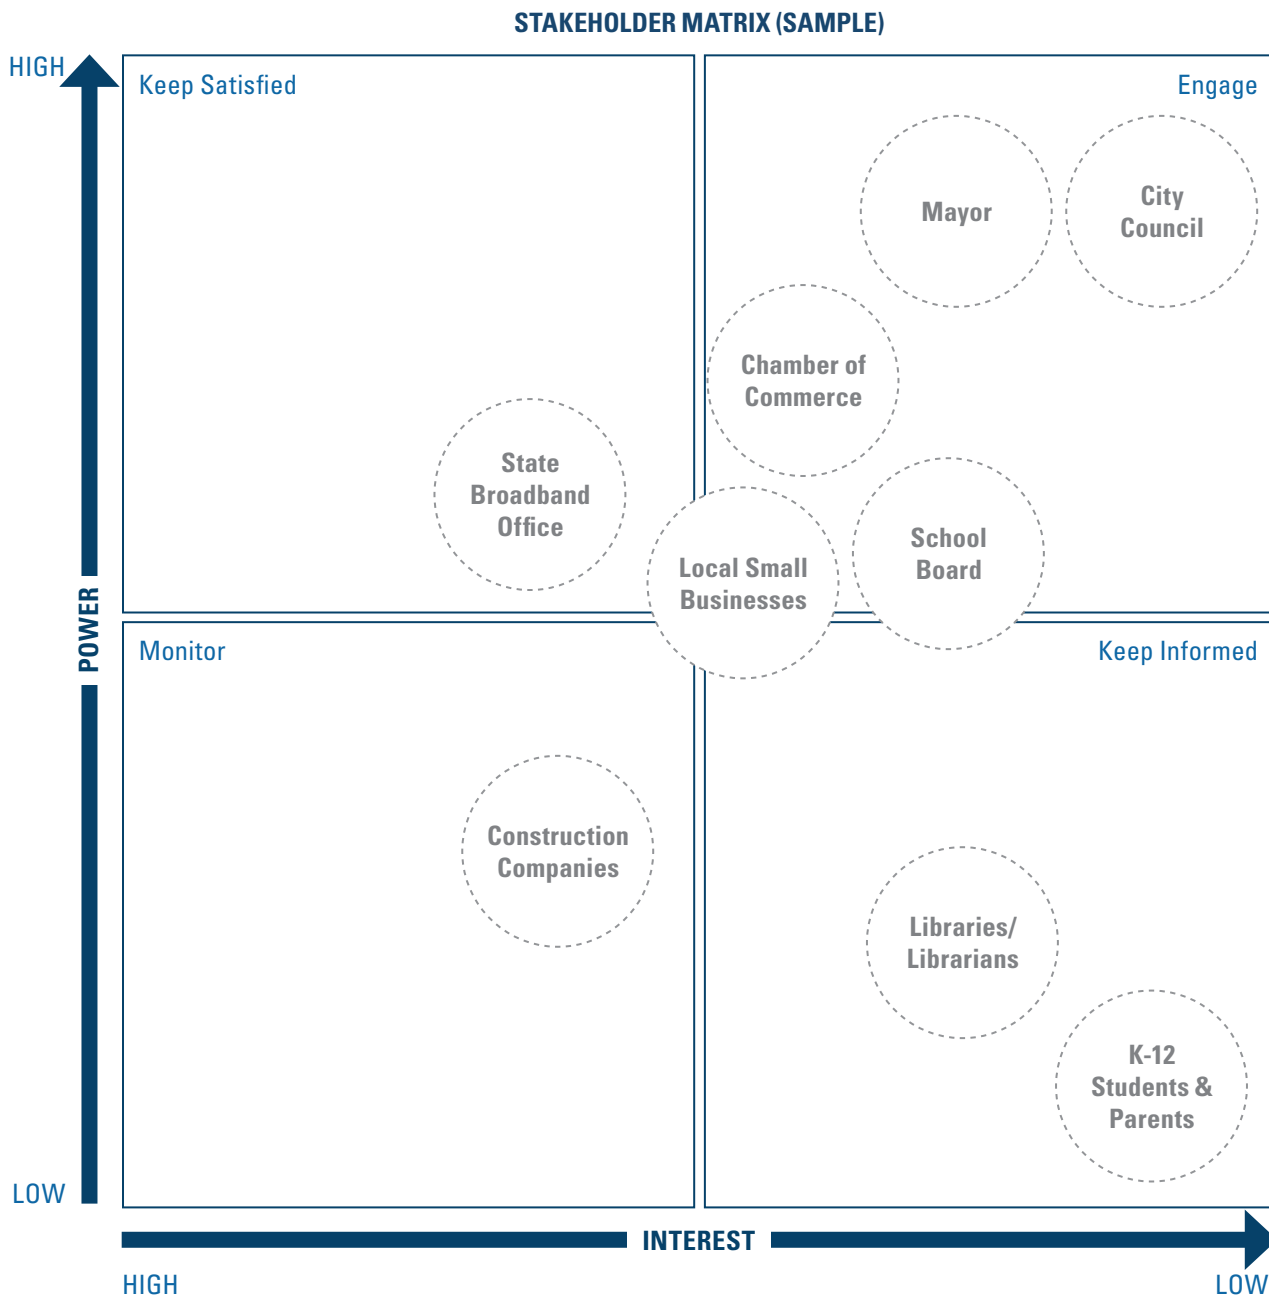 STAKEHOLDER MATRIX (SAMPLE)
HIGH
Keep Satisfied
Engage
Mayor
City
Council
Chamber of
Commerce
State
Broadband
Office
School
Board
Local Small
Businesses
POWER
Monitor
Keep Informed
Construction
Companies
Libraries/
Librarians
K-12
Students &
Parents
LOW
INTEREST
HIGH
LOW